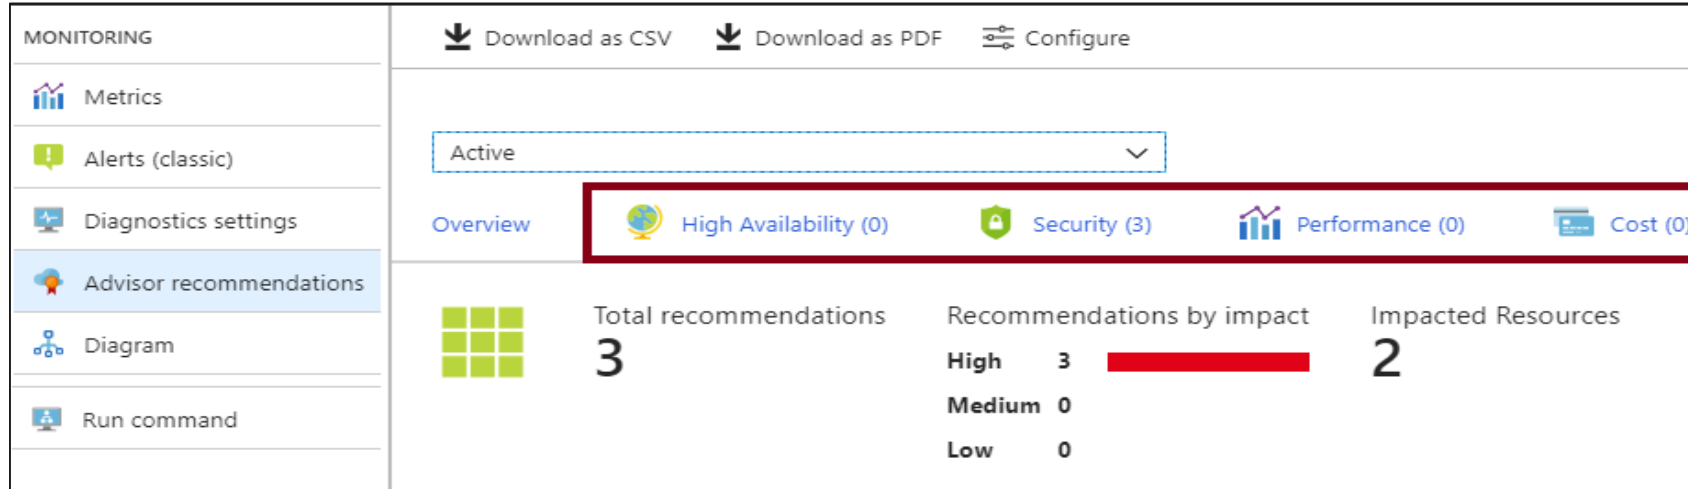 MONITORING
Metrics
Alerts (classic)
Diagnostics settings
Advisor recommendations
Diagram
Run command
Download as CSV Download as PDF Configure
Active
Overview High Availability (0) Security (3) Performance (0) Cost (0)
Total recommendations
3
Recommendations by impact
High 3
Medium 0
Low 0
Impacted Resources
2